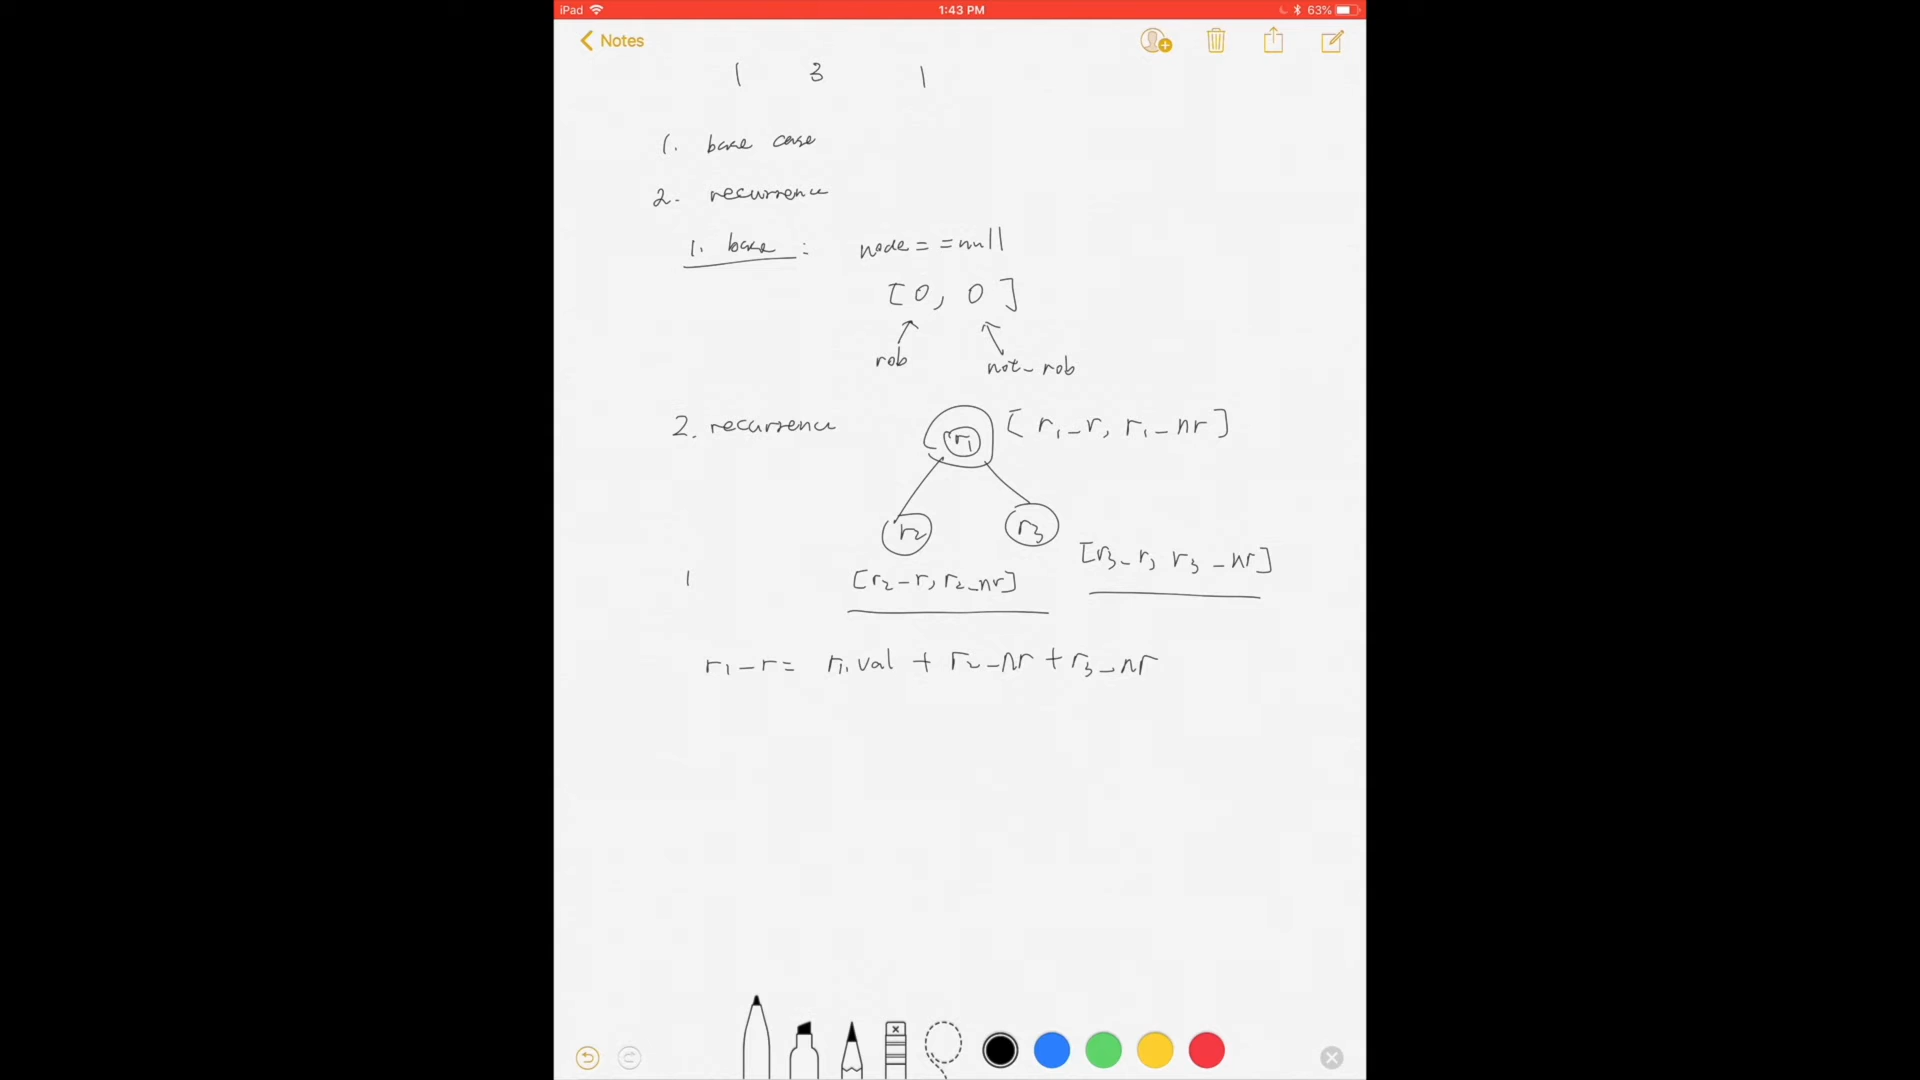 iPad 1:43 PM 63%
Notes
1 3 1
1. base case
2. recurrence
1. base : node = = null
[ 0, 0 ]
rob not_rob
2. recurrence r1 [ r1_r, r1_nr ]
r2 r3
1 [r2_r, r2_nr] [r3_r, r3_nr]
r1_r = r1.val + r2_nr + r3_nr